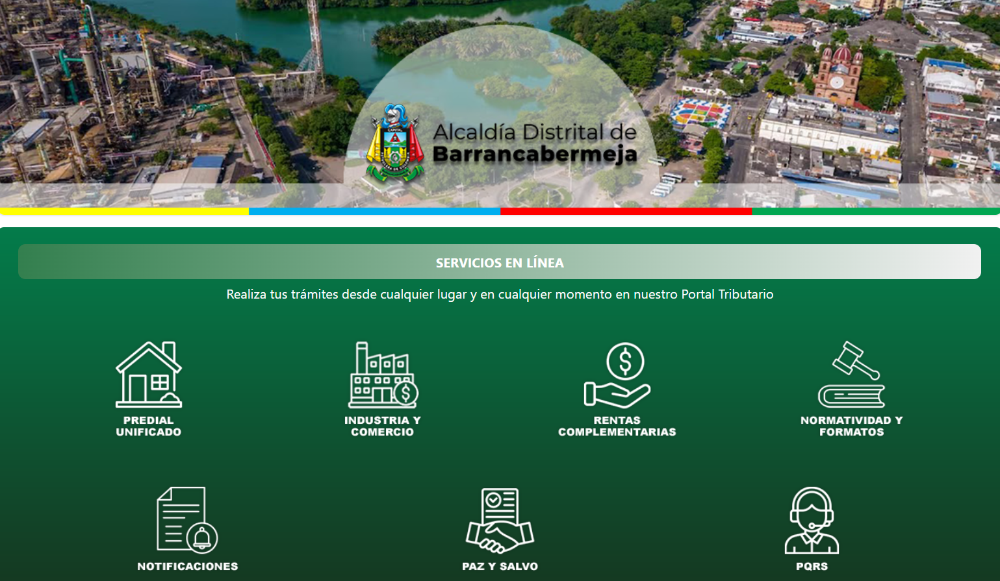 Alcaldía Distrital de
Barrancabermeja
SERVICIOS EN LÍNEA
Realiza tus trámites desde cualquier lugar y en cualquier momento en nuestro Portal Tributario
PREDIAL
UNIFICADO
INDUSTRIA Y
COMERCIO
RENTAS
COMPLEMENTARIAS
NORMATIVIDAD Y
FORMATOS
NOTIFICACIONES
PAZ Y SALVO
PQRS